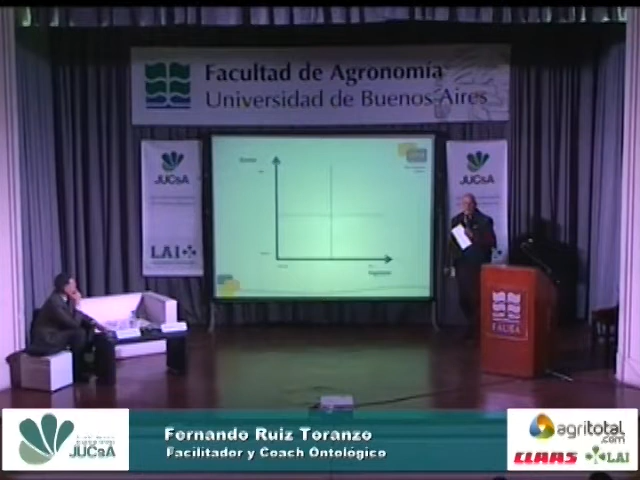 Facultad de Agronomía
Universidad de Buenos Aires
JUCsA
JUCsA
LAI
FAUBA
Fernando Ruiz Toranzo
Facilitador y Coach Ontológico
JUCsA
agritotal
.com
CLAAS
LAI